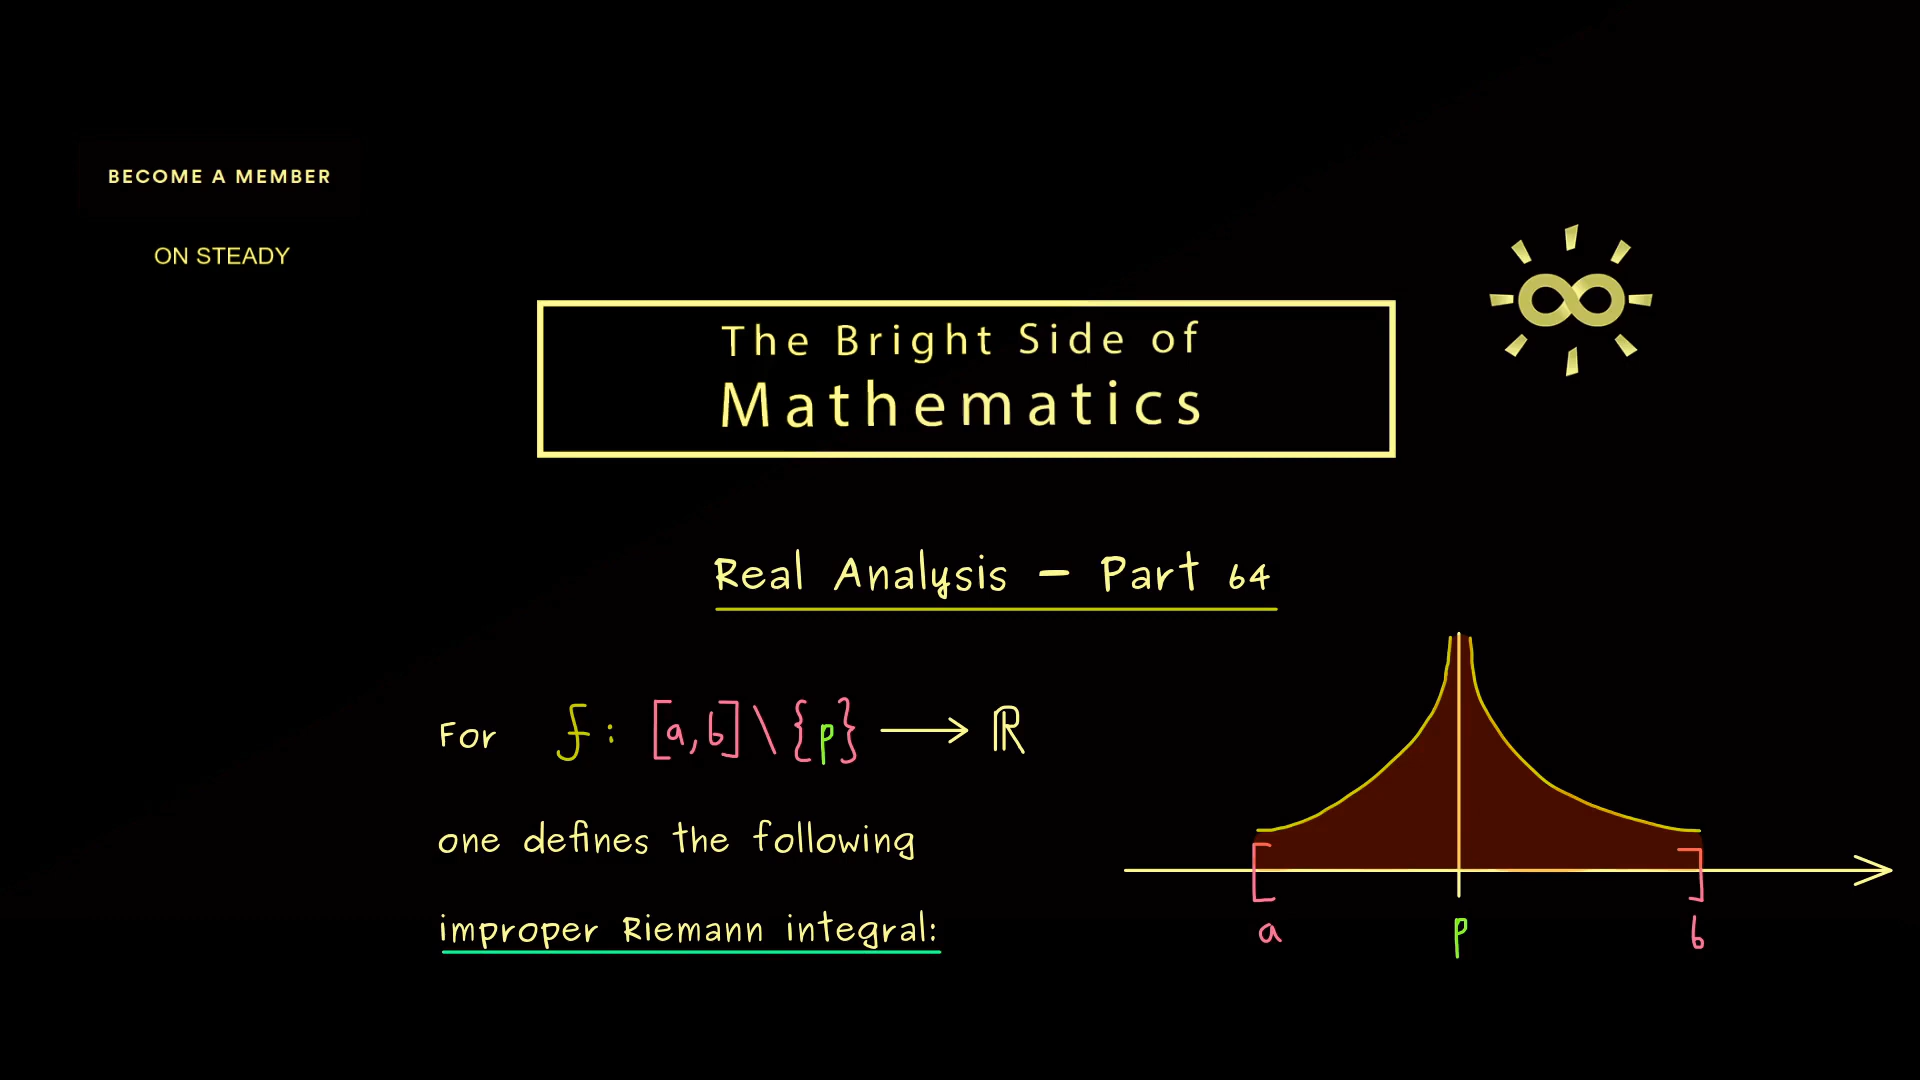 BECOME A MEMBER
ON STEADY
The Bright Side of
Mathematics
Real Analysis - Part 64
For f: [a,b] \ {p} ⟶ ℝ
one defines the following
improper Riemann integral:
a p b